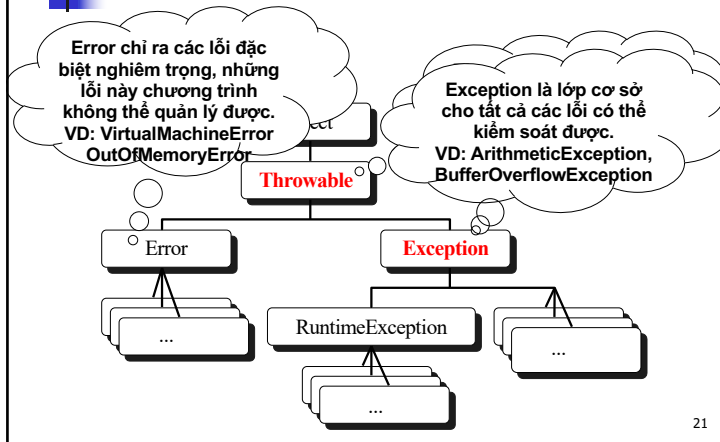 Error chỉ ra các lỗi đặc
biệt nghiêm trọng, những
lỗi này chương trình
không thể quản lý được.
VD: VirtualMachineError
OutOfMemoryError
Exception là lớp cơ sở
cho tất cả các lỗi có thể
kiểm soát được.
VD: ArithmeticException,
BufferOverflowException
Throwable
Error
Exception
...
RuntimeException
...
...
21